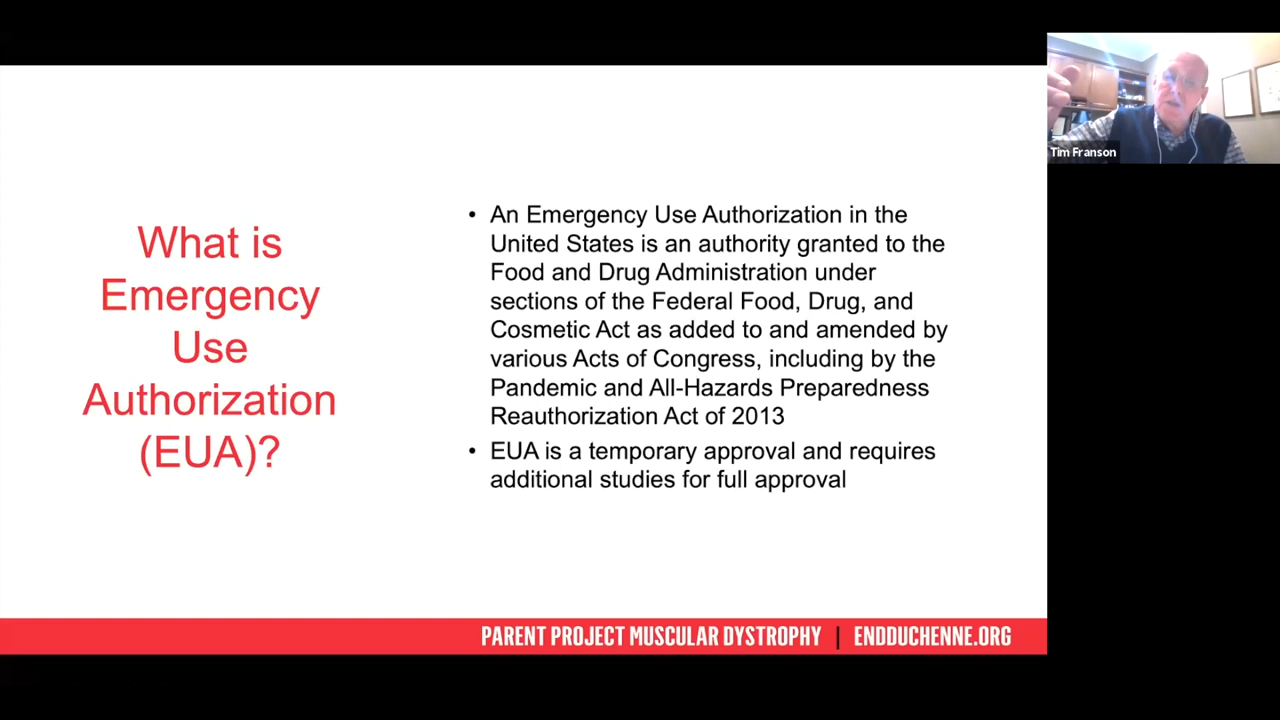 What is
Emergency
Use
Authorization
(EUA)?
• An Emergency Use Authorization in the
United States is an authority granted to the
Food and Drug Administration under
sections of the Federal Food, Drug, and
Cosmetic Act as added to and amended by
various Acts of Congress, including by the
Pandemic and All-Hazards Preparedness
Reauthorization Act of 2013
• EUA is a temporary approval and requires
additional studies for full approval
PARENT PROJECT MUSCULAR DYSTROPHY | ENDDUCHENNE.ORG
Tim Franson